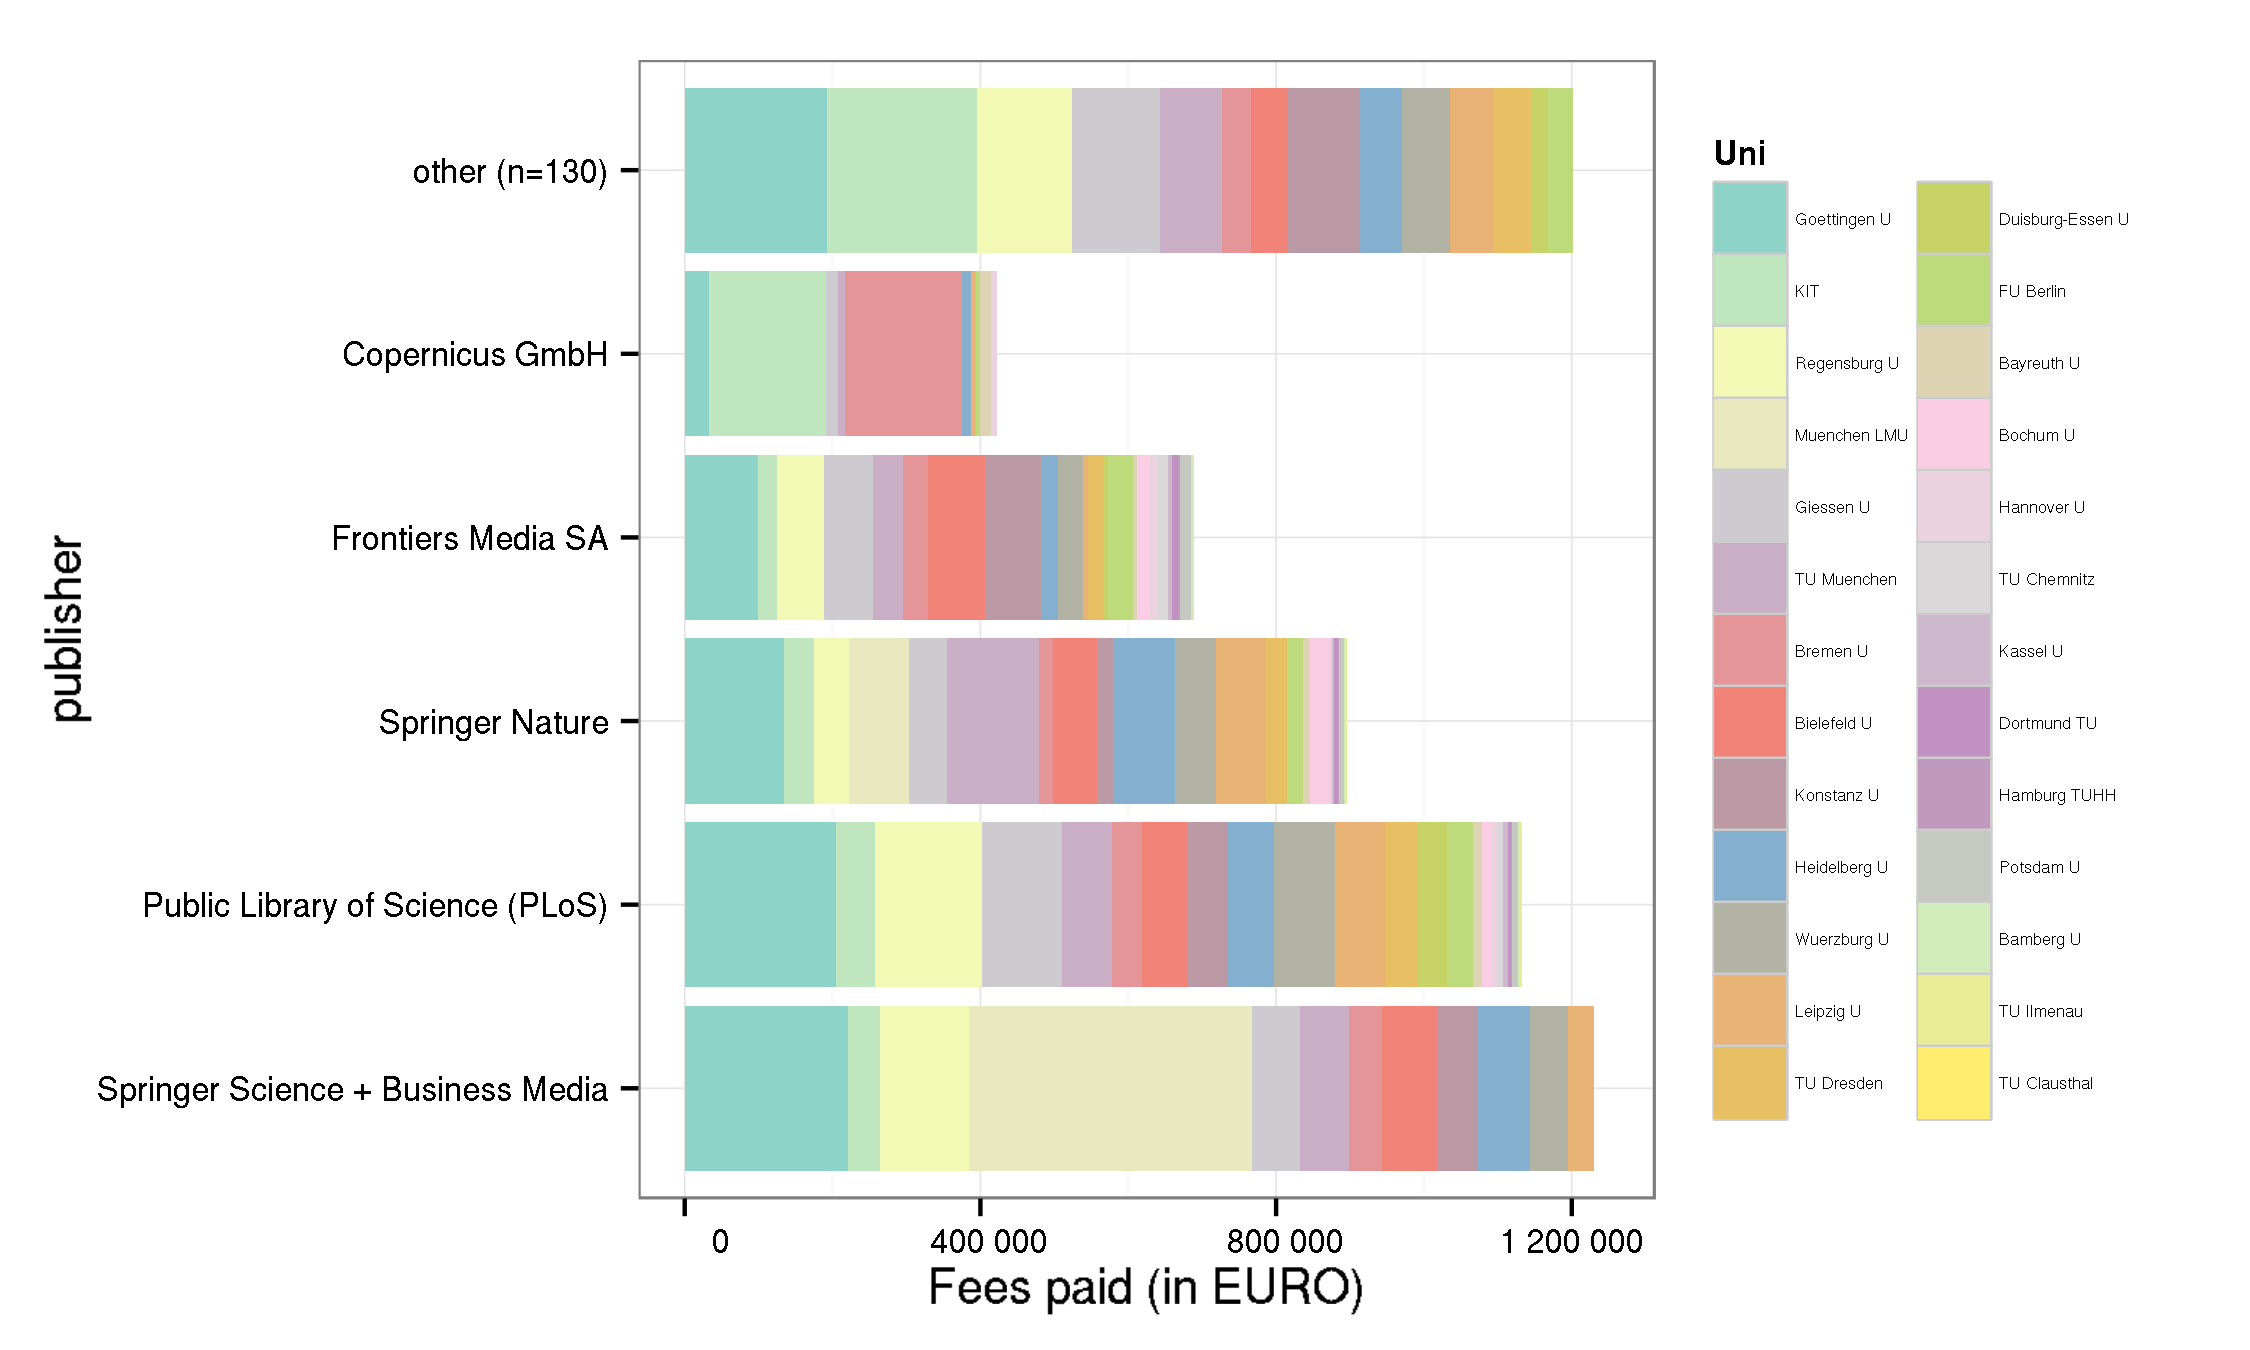 publisher
other (n=130)
Copernicus GmbH
Frontiers Media SA
Springer Nature
Public Library of Science (PLoS)
Springer Science + Business Media
0 400 000 800 000 1 200 000
Fees paid (in EURO)
Uni
Goettingen U
KIT
Regensburg U
Muenchen LMU
Giessen U
TU Muenchen
Bremen U
Bielefeld U
Konstanz U
Heidelberg U
Wuerzburg U
Leipzig U
TU Dresden
Duisburg-Essen U
FU Berlin
Bayreuth U
Bochum U
Hannover U
TU Chemnitz
Kassel U
Dortmund TU
Hamburg TUHH
Potsdam U
Bamberg U
TU Ilmenau
TU Clausthal